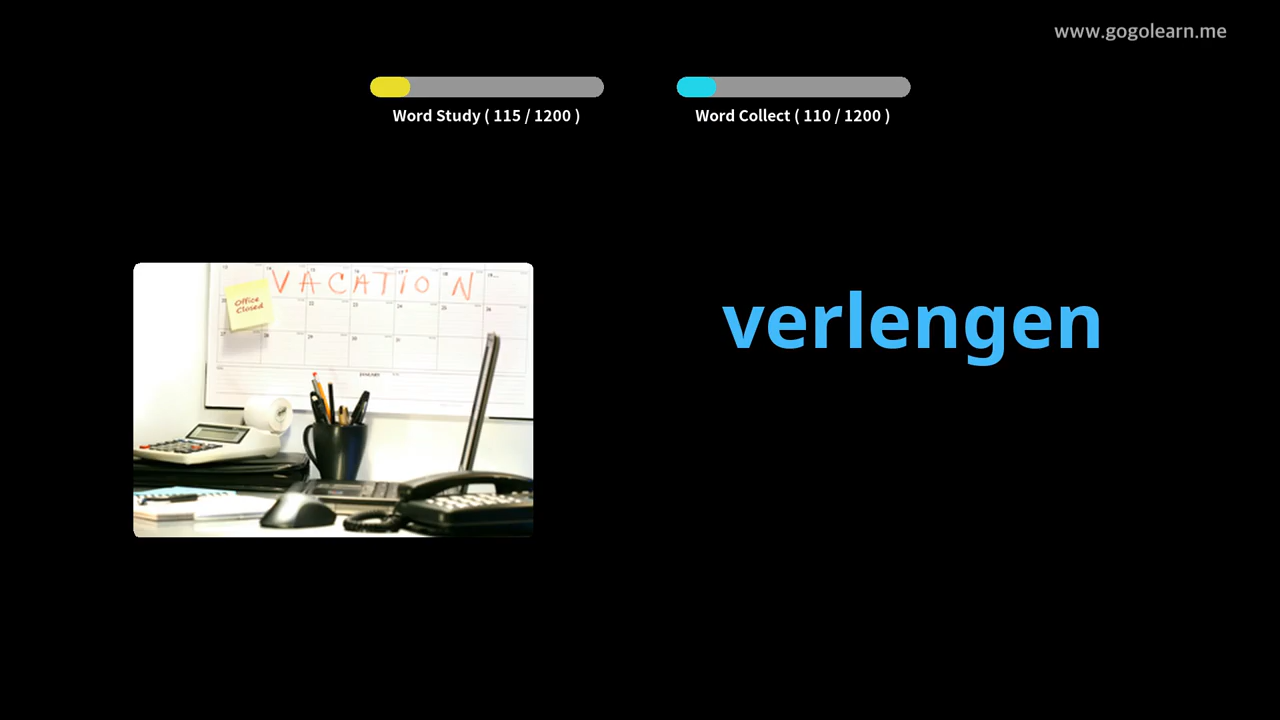 www.gogolearn.me
Word Study ( 115 / 1200 )
Word Collect ( 110 / 1200 )
VACATION
Office
Closed
verlengen